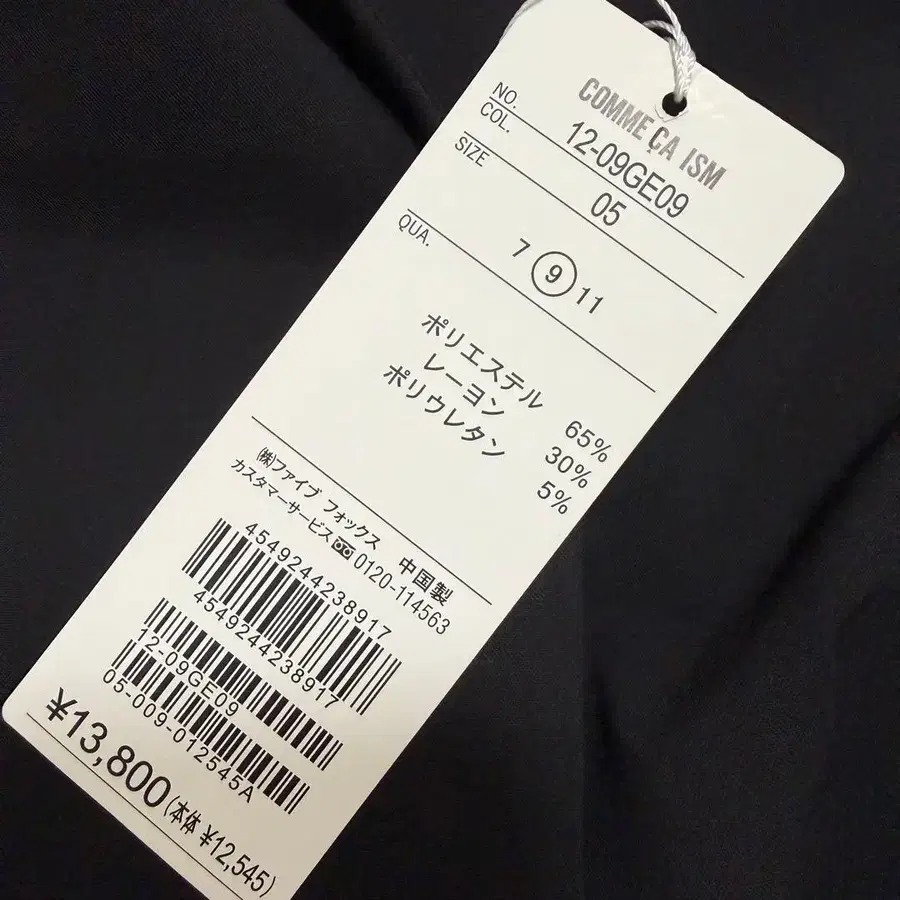 COMME ÇA ISM
NO. 12-09GE09
COL. 05
SIZE 7 9 11
QUA.
ポリエステル 65%
レーヨン 30%
ポリウレタン 5%
㈱ファイブ フォックス 中国製
カスタマーサービス 0120-114563
4549244238917
4549244238917
12-09GE09
05-009-012545A
¥13,800(本体 ¥12,545)